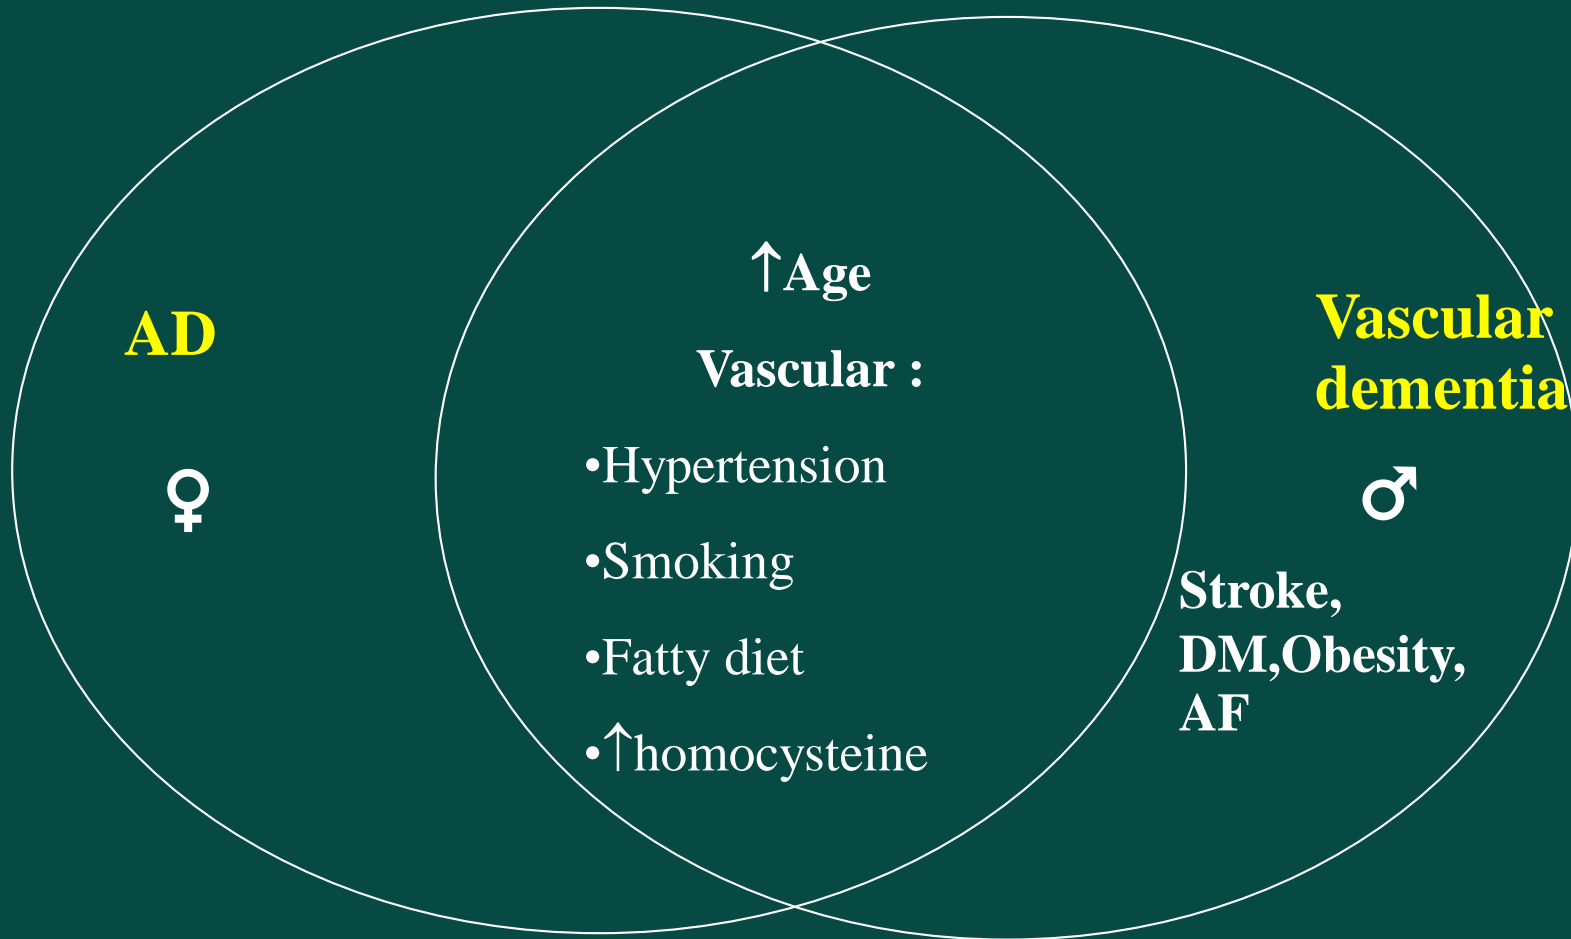 AD
♀
↑Age
Vascular :
•Hypertension
•Smoking
•Fatty diet
•↑homocysteine
Vascular
dementia
♂
Stroke,
DM,Obesity,
AF